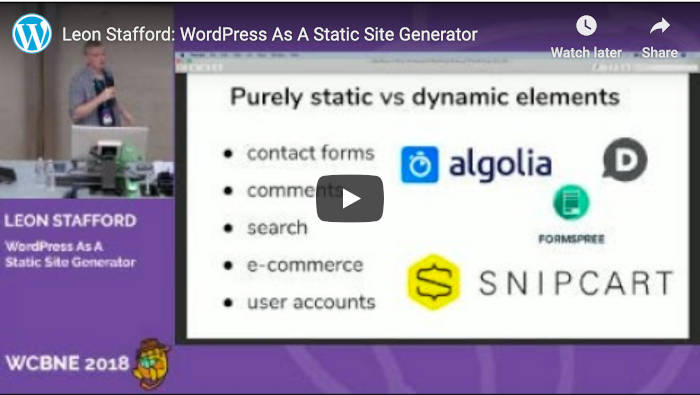 Leon Stafford: WordPress As A Static Site Generator
Watch later
Share
Purely static vs dynamic elements
contact forms
comments
search
e-commerce
user accounts
algolia
D
FORMSPREE
SNIPCART
LEON STAFFORD
WordPress As A
Static Site Generator
WCBNE 2018